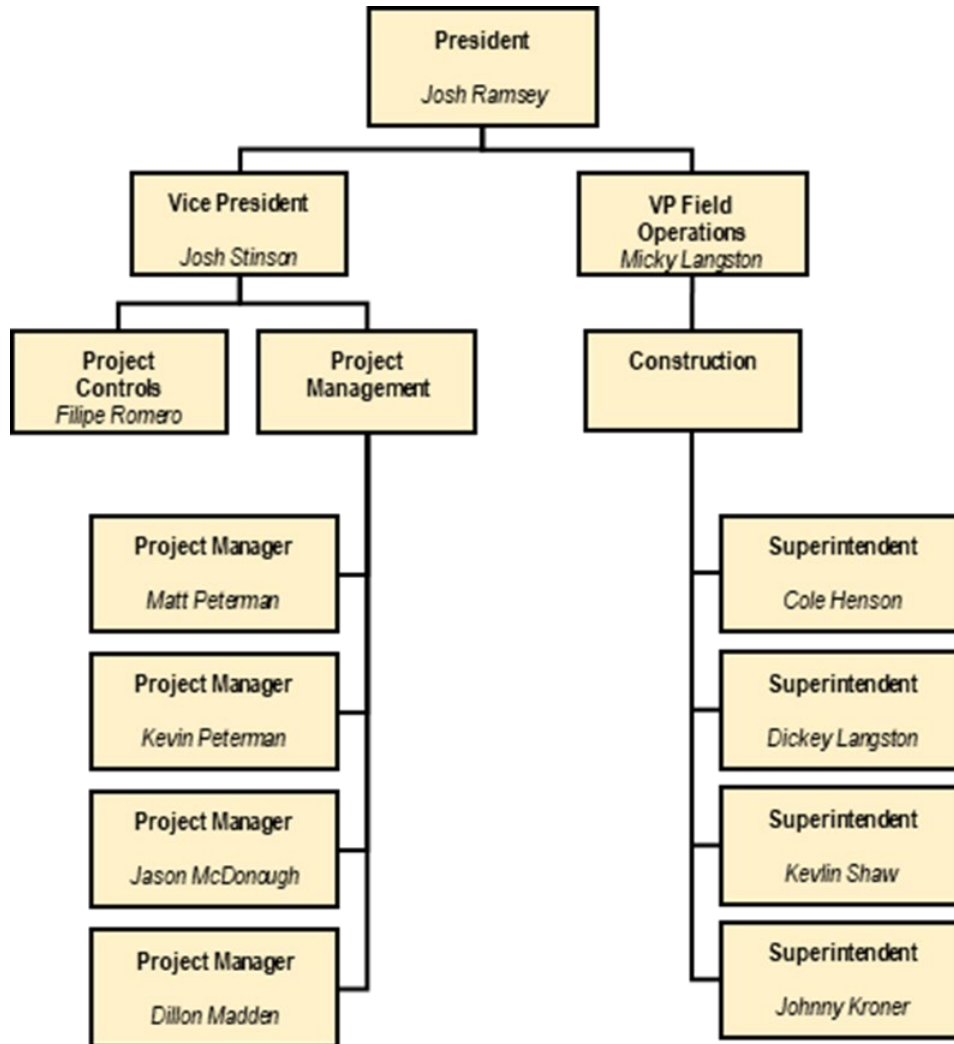 President
Josh Ramsey
Vice President
Josh Stinson
VP Field
Operations
Micky Langston
Project
Controls
Filipe Romero
Project
Management
Construction
Project Manager
Matt Peterman
Project Manager
Kevin Peterman
Project Manager
Jason McDonough
Project Manager
Dillon Madden
Superintendent
Cole Henson
Superintendent
Dickey Langston
Superintendent
Kevlin Shaw
Superintendent
Johnny Kroner